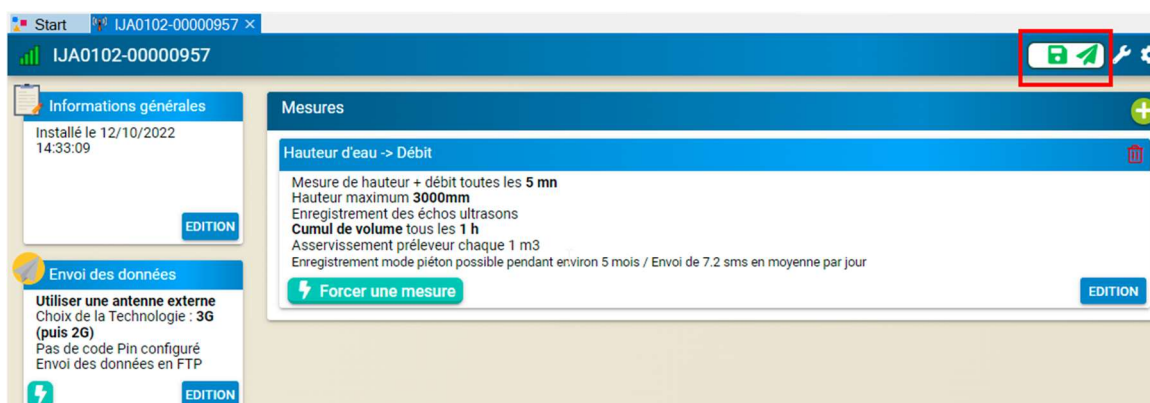 Start
IJA0102-00000957 ×
IJA0102-00000957
Informations générales
Installé le 12/10/2022
14:33:09
EDITION
Envoi des données
Utiliser une antenne externe
Choix de la Technologie : 3G
(puis 2G)
Pas de code Pin configuré
Envoi des données en FTP
EDITION
Mesures
Hauteur d'eau -> Débit
Mesure de hauteur + débit toutes les 5 mn
Hauteur maximum 3000mm
Enregistrement des échos ultrasons
Cumul de volume tous les 1 h
Asservissement préleveur chaque 1 m3
Enregistrement mode piéton possible pendant environ 5 mois / Envoi de 7.2 sms en moyenne par jour
Forcer une mesure
EDITION